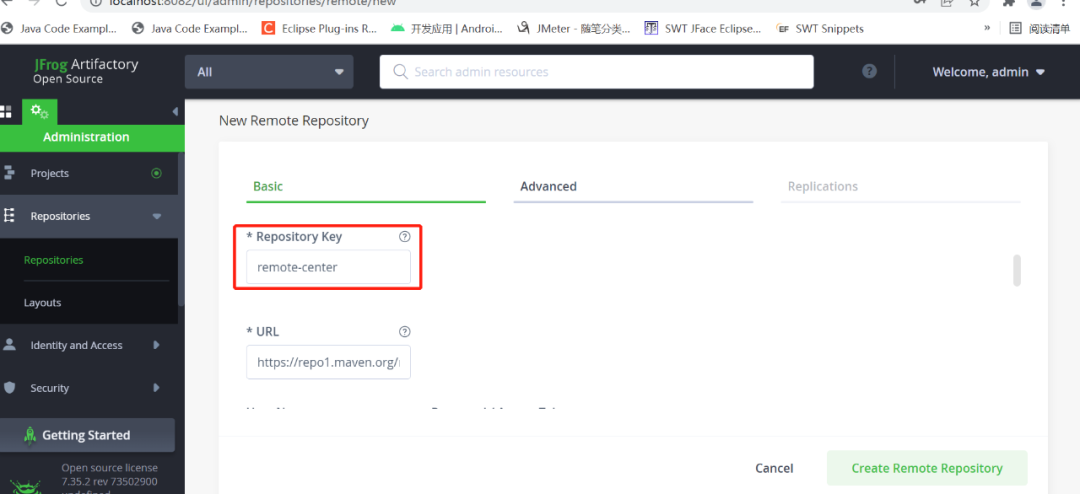 localhost:8082/ui/admin/repositories/remote/new
Java Code Exampl... Java Code Exampl... Eclipse Plug-ins R... 开发应用 | Androi... JMeter - 随笔分类... SWT JFace Eclipse... SWT Snippets » 阅读清单
JFrog Artifactory
Open Source
All
Search admin resources
Welcome, admin
New Remote Repository
Administration
Basic
Advanced
Replications
Projects
Repositories
Repositories
Layouts
Identity and Access
Security
* Repository Key
remote-center
* URL
https://repo1.maven.org/
Getting Started
Open source license
7.35.2 rev 73502900
Cancel
Create Remote Repository